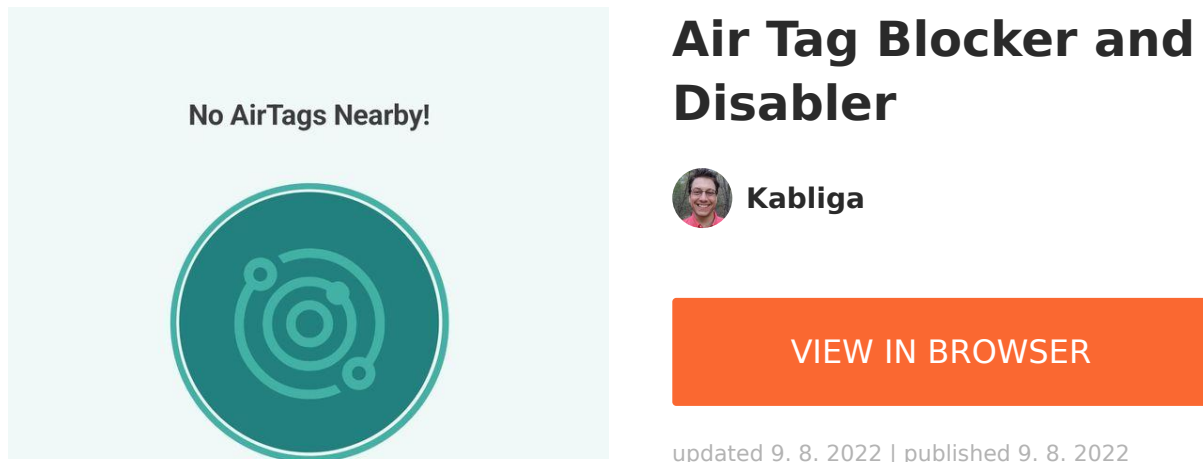 No AirTags Nearby!
Air Tag Blocker and
Disabler
Kabliga
VIEW IN BROWSER
updated 9. 8. 2022 | published 9. 8. 2022